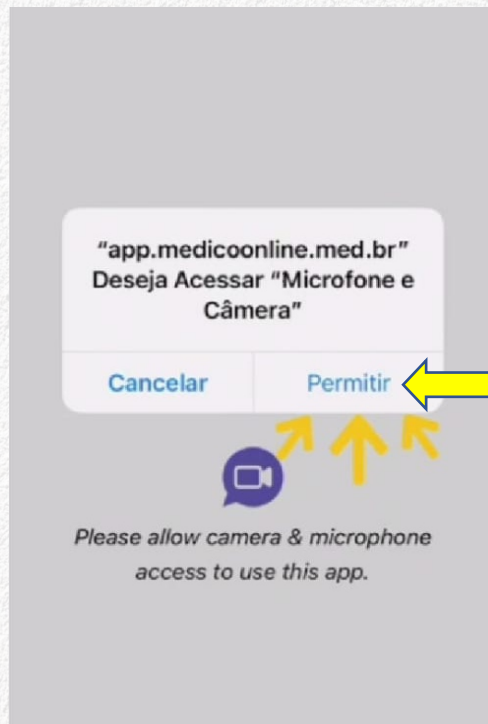 "app.medicoonline.med.br"
Deseja Acessar "Microfone e
Câmera"
Cancelar Permitir
Please allow camera & microphone
access to use this app.